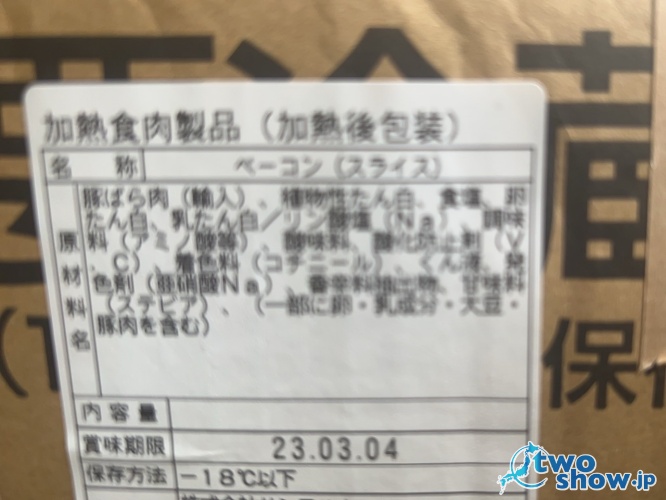 要冷蔵
加熱食肉製品（加熱後包装）
名称 ベーコン（スライス）
原材料名
豚ばら肉（輸入）、植物性たん白、食塩、卵
たん白、乳たん白／リン酸塩（Ｎａ）、調味
料（アミノ酸等）、酸味料、酸化防止剤（Ｖ
．Ｃ）、着色料（コチニール）、くん液、発
色剤（亜硝酸Ｎａ）、香辛料抽出物、甘味料
（ステビア）、（一部に卵・乳成分・大豆・
豚肉を含む）
内容量
賞味期限 23.03.04
保存方法 －18℃以下
保
two
show.jp